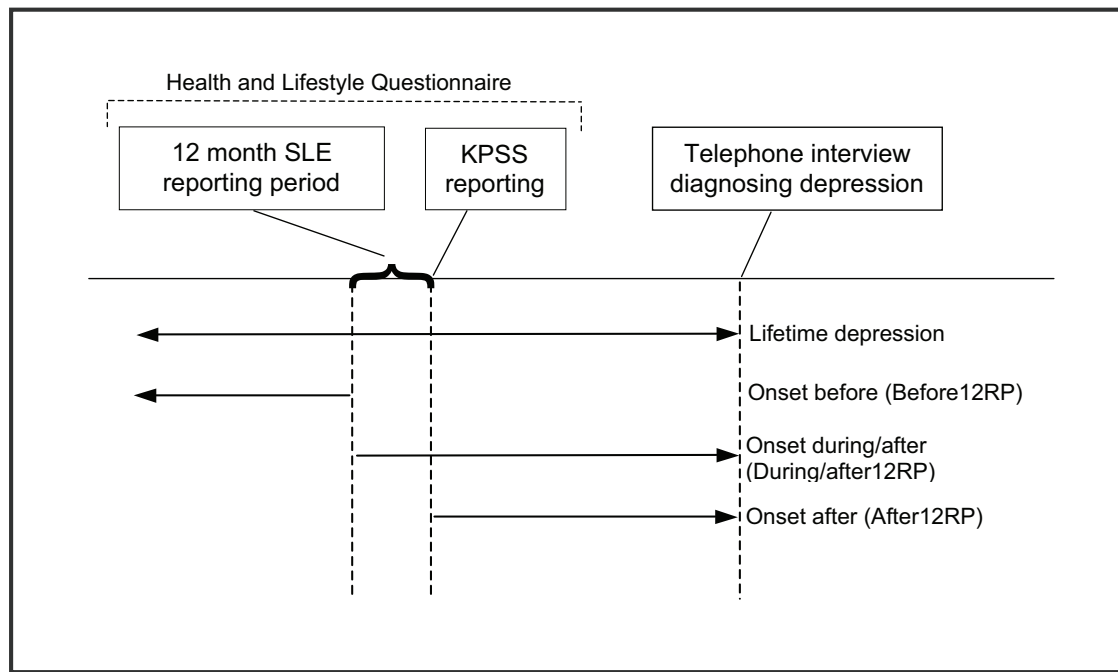 Health and Lifestyle Questionnaire
12 month SLE
reporting period
KPSS
reporting
Telephone interview
diagnosing depression
Lifetime depression
Onset before (Before12RP)
Onset during/after
(During/after12RP)
Onset after (After12RP)